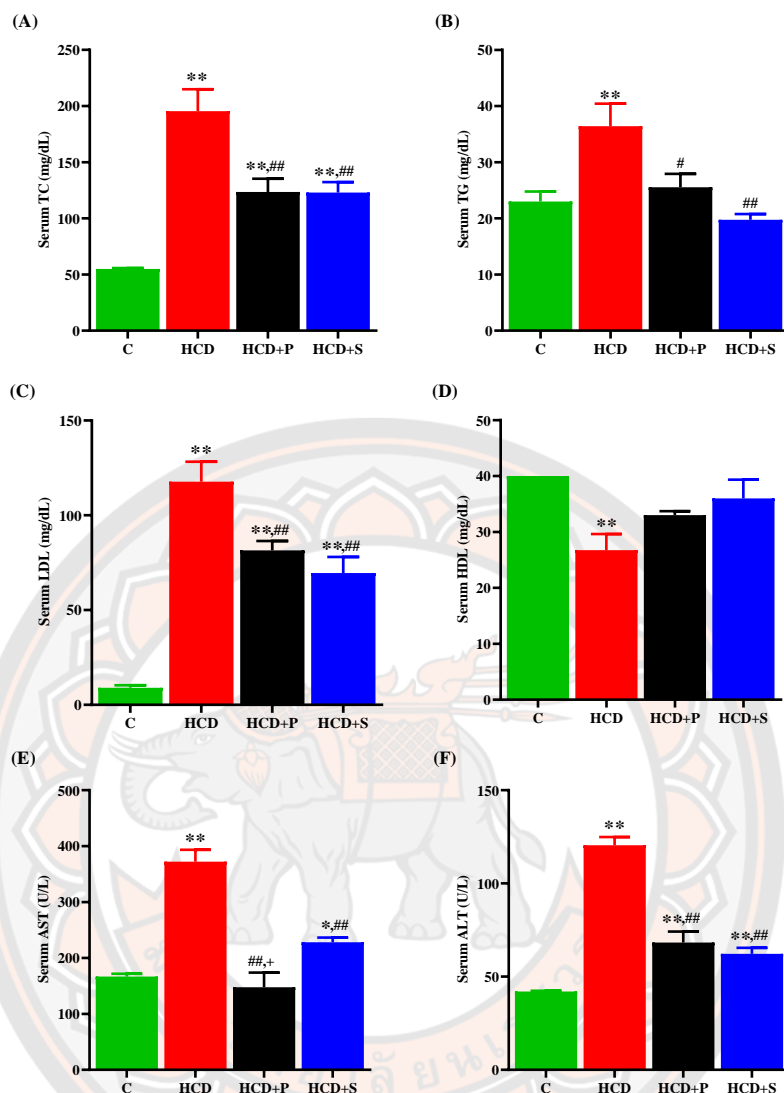 (A)
250
200
150
100
50
0
Serum TC (mg/dL)
**
**,##
**,##
C HCD HCD+P HCD+S
(B)
50
40
30
20
10
0
Serum TG (mg/dL)
**
#
##
C HCD HCD+P HCD+S
(C)
150
100
50
0
Serum LDL (mg/dL)
**
**,##
**,##
C HCD HCD+P HCD+S
(D)
50
40
30
20
10
0
Serum HDL (mg/dL)
**
C HCD HCD+P HCD+S
(E)
500
400
300
200
100
0
Serum AST (U/L)
**
##,+
*,##
C HCD HCD+P HCD+S
(F)
150
100
50
0
Serum ALT (U/L)
**
**,##
**,##
C HCD HCD+P HCD+S